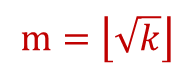 m = ⌊√k⌋